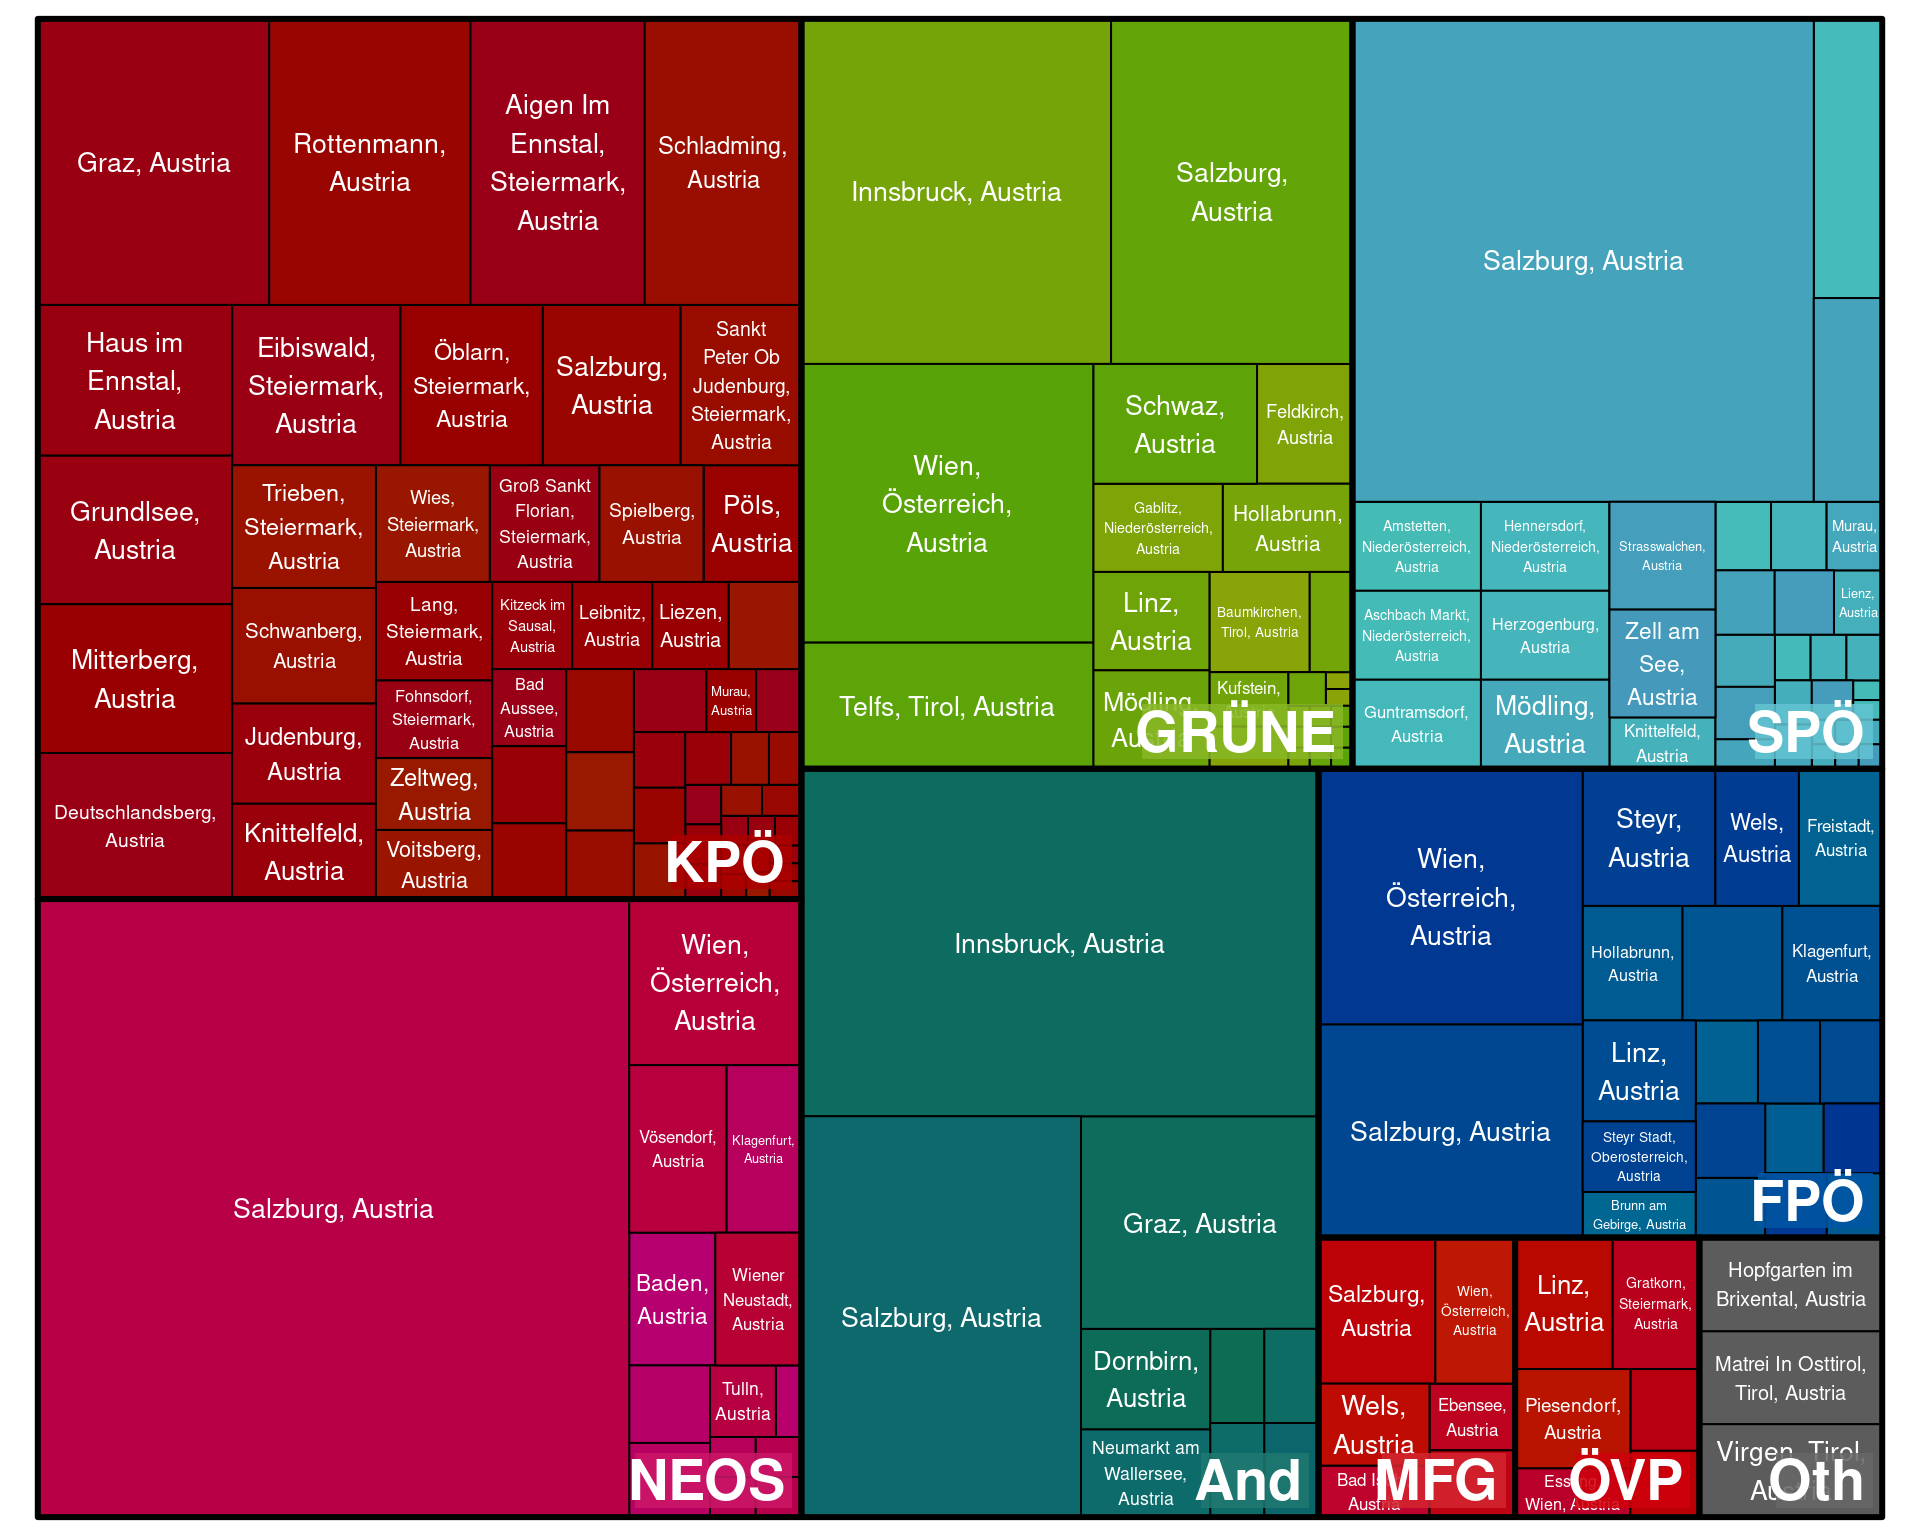 Graz, Austria
Rottenmann,
Austria
Aigen Im
Ennstal,
Steiermark,
Austria
Schladming,
Austria
Haus im
Ennstal,
Austria
Eibiswald,
Steiermark,
Austria
Öblarn,
Steiermark,
Austria
Salzburg,
Austria
Sankt
Peter Ob
Judenburg,
Steiermark,
Austria
Grundlsee,
Austria
Trieben,
Steiermark,
Austria
Wies,
Steiermark,
Austria
Groß Sankt
Florian,
Steiermark,
Austria
Spielberg,
Austria
Pöls,
Austria
Mitterberg,
Austria
Schwanberg,
Austria
Lang,
Steiermark,
Austria
Kitzeck im
Sausal,
Austria
Leibnitz,
Austria
Liezen,
Austria
Deutschlandsberg,
Austria
Judenburg,
Austria
Fohnsdorf,
Steiermark,
Austria
Bad
Aussee,
Austria
Murau,
Austria
Knittelfeld,
Austria
Zeltweg,
Austria
Voitsberg,
Austria
KPÖ
Innsbruck, Austria
Salzburg,
Austria
Wien,
Österreich,
Austria
Schwaz,
Austria
Feldkirch,
Austria
Gablitz,
Niederösterreich,
Austria
Hollabrunn,
Austria
Linz,
Austria
Baumkirchen,
Tirol, Austria
Telfs, Tirol, Austria
Mödling,
Austria
Kufstein,
GRÜNE
Salzburg, Austria
Amstetten,
Niederösterreich,
Austria
Hennersdorf,
Niederösterreich,
Austria
Strasswalchen,
Austria
Murau,
Austria
Lienz,
Austria
Aschbach Markt,
Niederösterreich,
Austria
Herzogenburg,
Austria
Zell am
See,
Austria
Guntramsdorf,
Austria
Mödling,
Austria
Knittelfeld,
Austria
SPÖ
Salzburg, Austria
Wien,
Österreich,
Austria
Vösendorf,
Austria
Klagenfurt,
Austria
Baden,
Austria
Wiener
Neustadt,
Austria
Tulln,
Austria
NEOS
Innsbruck, Austria
Salzburg, Austria
Graz, Austria
Dornbirn,
Austria
Neumarkt am
Wallersee,
Austria
And
Wien,
Österreich,
Austria
Steyr,
Austria
Wels,
Austria
Freistadt,
Austria
Hollabrunn,
Austria
Klagenfurt,
Austria
Salzburg, Austria
Linz,
Austria
Steyr Stadt,
Oberosterreich,
Austria
Brunn am
Gebirge, Austria
FPÖ
Salzburg,
Austria
Wien,
Österreich,
Austria
Wels,
Austria
Ebensee,
Austria
Bad
Austria
MFG
Linz,
Austria
Gratkorn,
Steiermark,
Austria
Piesendorf,
Austria
Wien, Austria
ÖVP
Hopfgarten im
Brixental, Austria
Matrei In Osttirol,
Tirol, Austria
Virgen, Tirol,
Austria
Oth